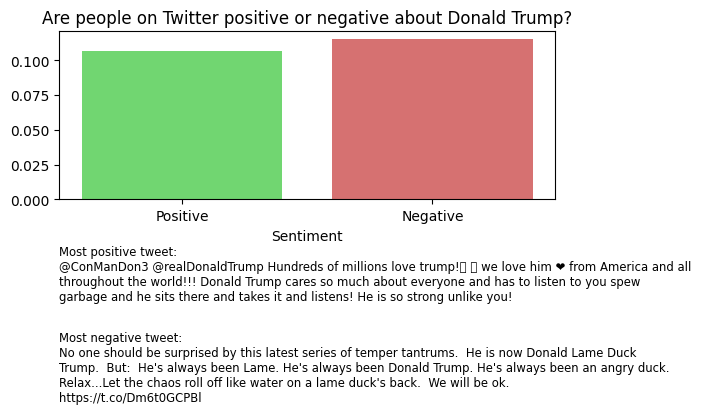 Are people on Twitter positive or negative about Donald Trump?
0.100
0.075
0.050
0.025
0.000
Positive Negative
Sentiment
Most positive tweet:
@ConManDon3 @realDonaldTrump Hundreds of millions love trump!▯ ▯ we love him ❤ from America and all
throughout the world!!! Donald Trump cares so much about everyone and has to listen to you spew
garbage and he sits there and takes it and listens! He is so strong unlike you!
Most negative tweet:
No one should be surprised by this latest series of temper tantrums.  He is now Donald Lame Duck
Trump.  But:  He's always been Lame. He's always been Donald Trump. He's always been an angry duck.
Relax...Let the chaos roll off like water on a lame duck's back.  We will be ok.
https://t.co/Dm6t0GCPBl